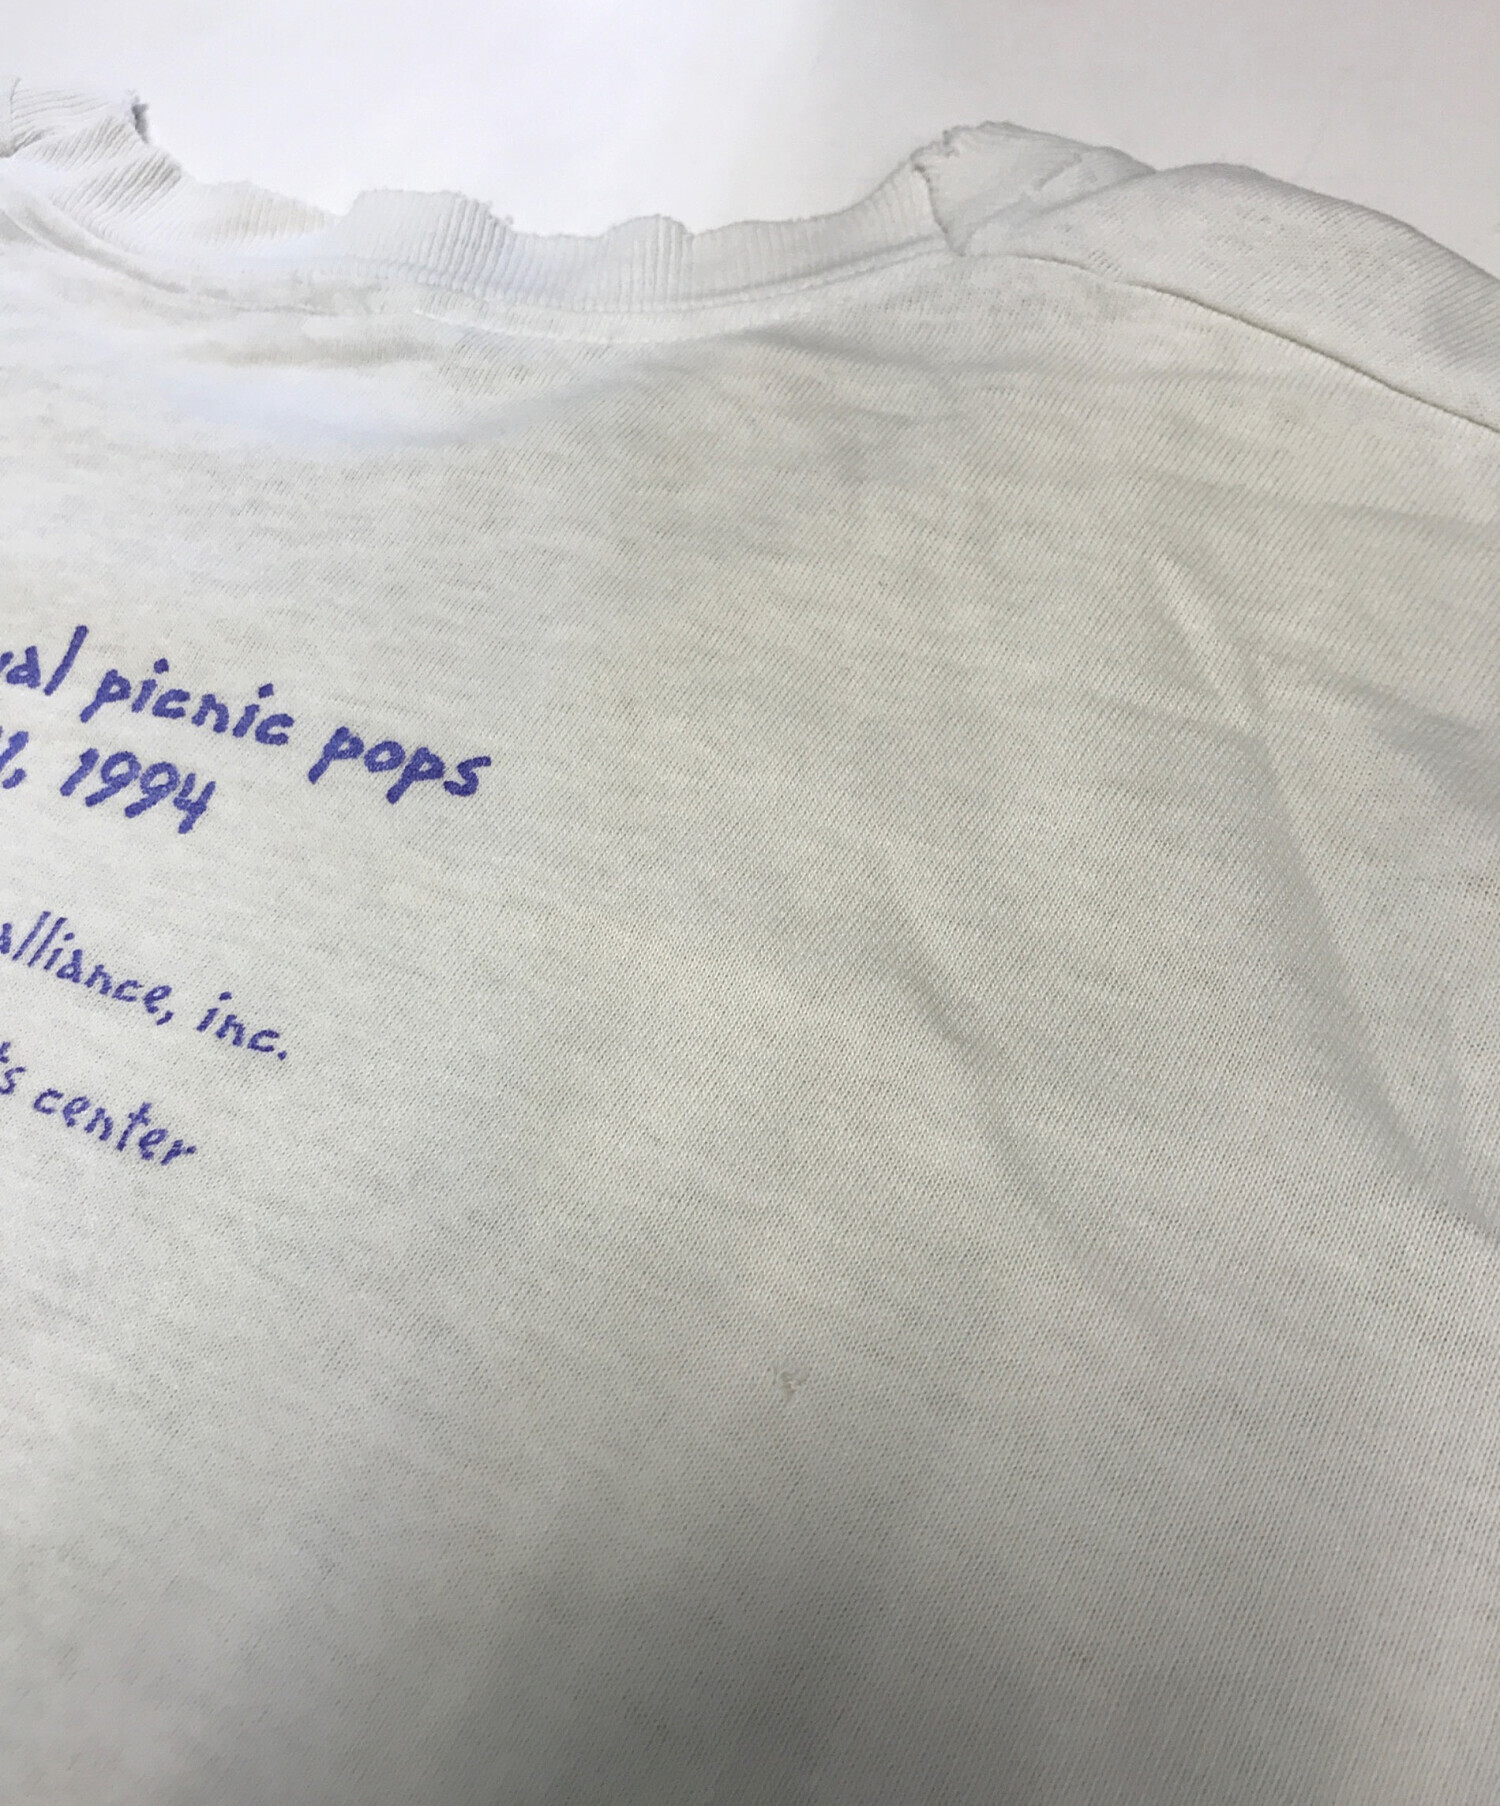 picnic pops
1994
alliance, inc.
center